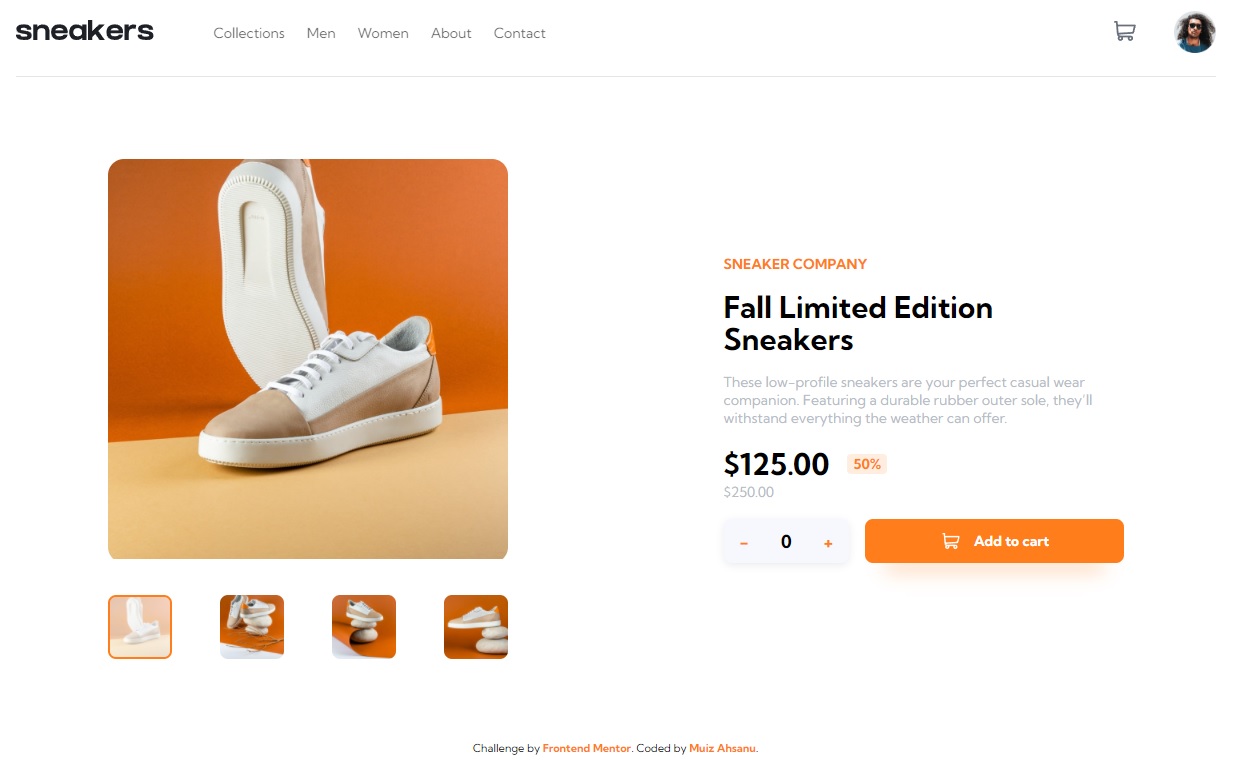 sneakers
Collections Men Women About Contact
SNEAKER COMPANY
Fall Limited Edition
Sneakers
These low-profile sneakers are your perfect casual wear
companion. Featuring a durable rubber outer sole, they'll
withstand everything the weather can offer.
$125.00 50%
$250.00
- 0 + Add to cart
Challenge by Frontend Mentor. Coded by Muiz Ahsanu.